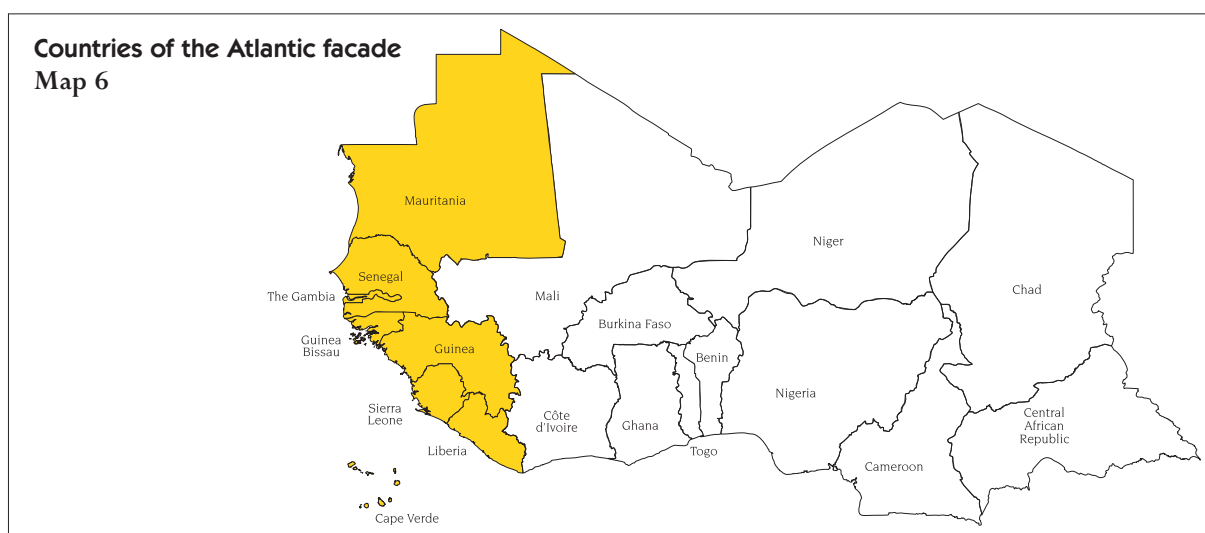 Countries of the Atlantic facade
Map 6
Mauritania
Niger
Senegal
Chad
The Gambia
Mali
Burkina Faso
Guinea
Bissau
Guinea
Benin
Nigeria
Sierra
Leone
Côte
d'Ivoire
Ghana
Central
African
Republic
Liberia
Togo
Cameroon
Cape Verde